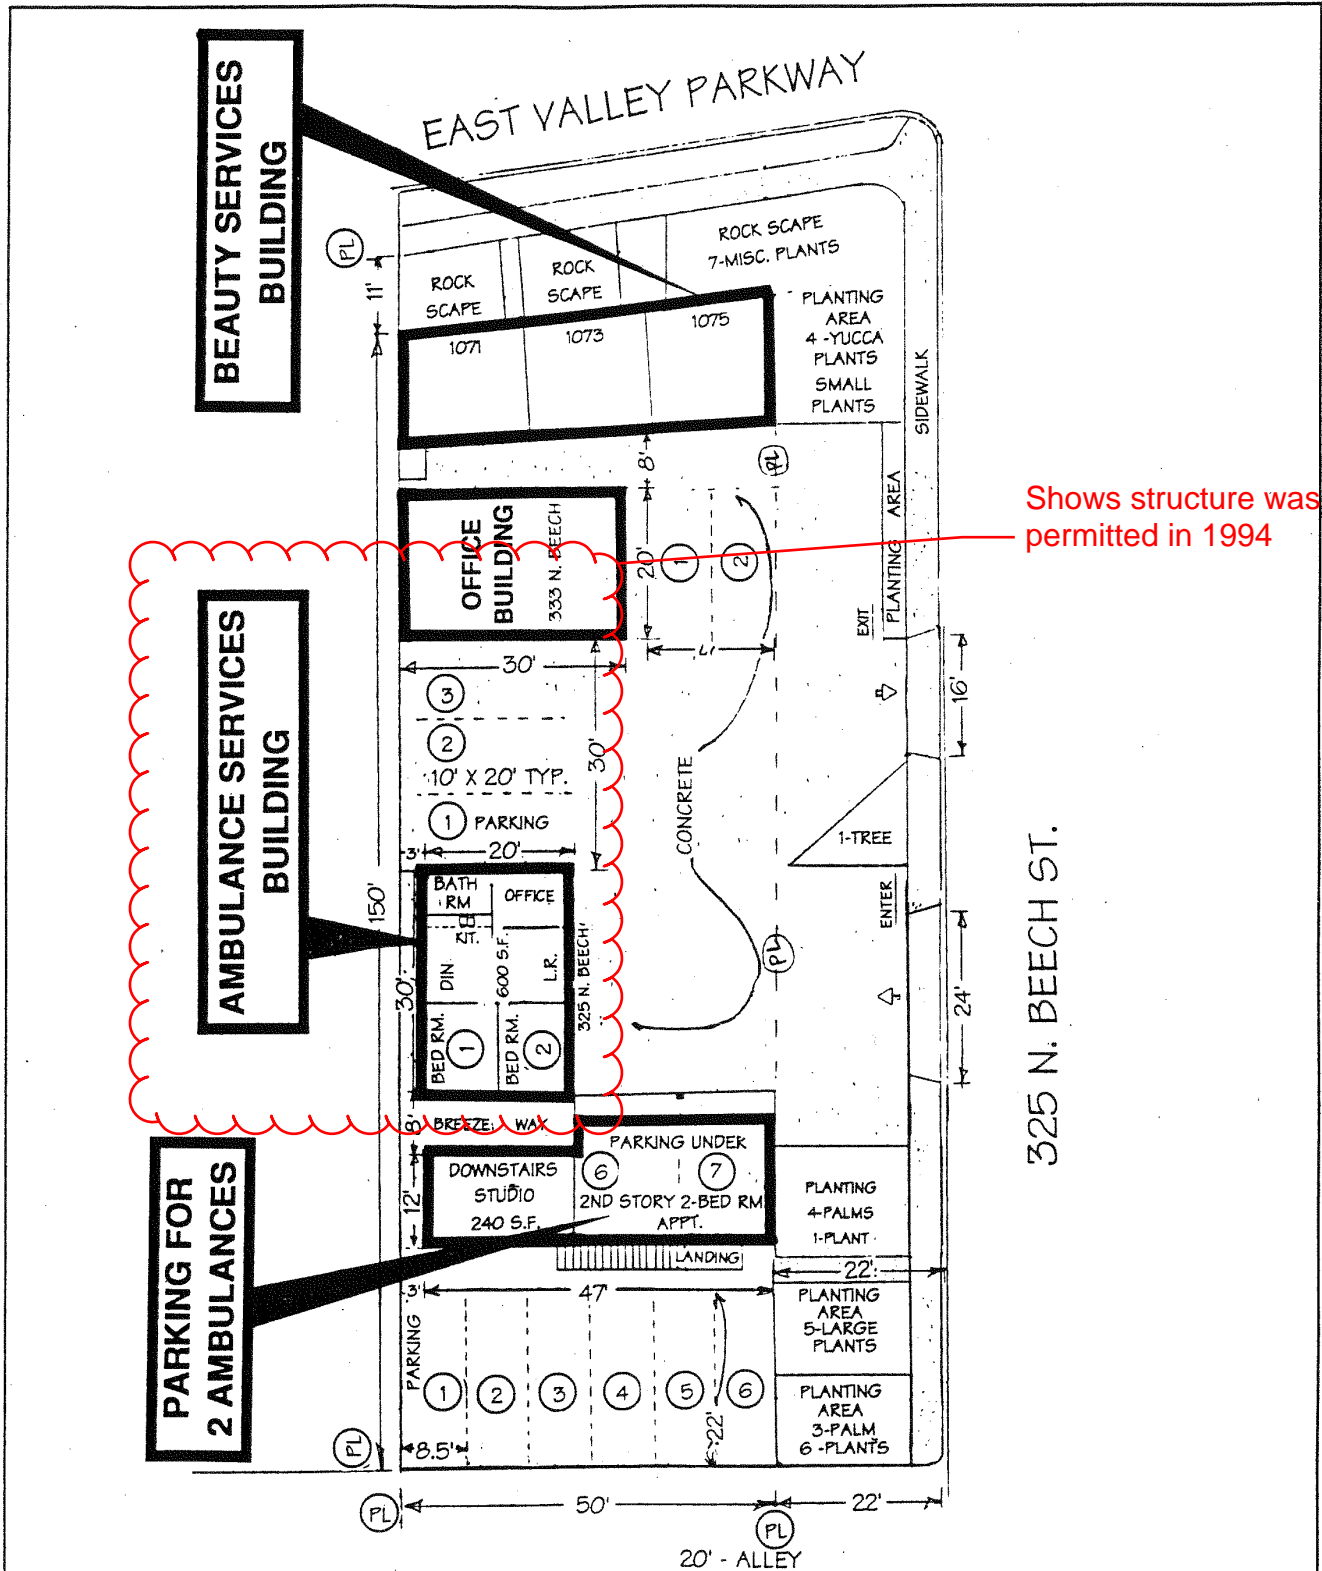 EAST VALLEY PARKWAY
BEAUTY SERVICES
BUILDING
PL
11'
ROCK
SCAPE
ROCK
SCAPE
ROCK SCAPE
7-MISC. PLANTS
1071
1073
1075
PLANTING
AREA
4 -YUCCA
PLANTS
SMALL
PLANTS
SIDEWALK
8'
PL
PLANTING AREA
Shows structure was
permitted in 1994
OFFICE
BUILDING
333 N. BEECH
20'
1
2
EXIT
30'
16'
AMBULANCE SERVICES
BUILDING
3
2
10' X 20' TYP.
1
PARKING
30'
CONCRETE
1-TREE
3'
20'
150'
BATH
RM
OFFICE
KIT.
DIN
600 S.F.
L.R.
325 N. BEECH
30'
BED RM.
1
BED RM.
2
ENTER
PL
24'
325 N. BEECH ST.
8'
BREEZE WAY
PARKING UNDER
6
7
2ND STORY 2-BED RM
APPT.
DOWNSTAIRS
STUDIO
240 S.F.
12'
LANDING
PLANTING
4-PALMS
1-PLANT
22'
PARKING FOR
2 AMBULANCES
3'
47'
PARKING
1
2
3
4
5
6
22'
8.5'
PLANTING
AREA
5-LARGE
PLANTS
PLANTING
AREA
3-PALM
6 -PLANTS
PL
PL
50'
22'
PL
20' - ALLEY